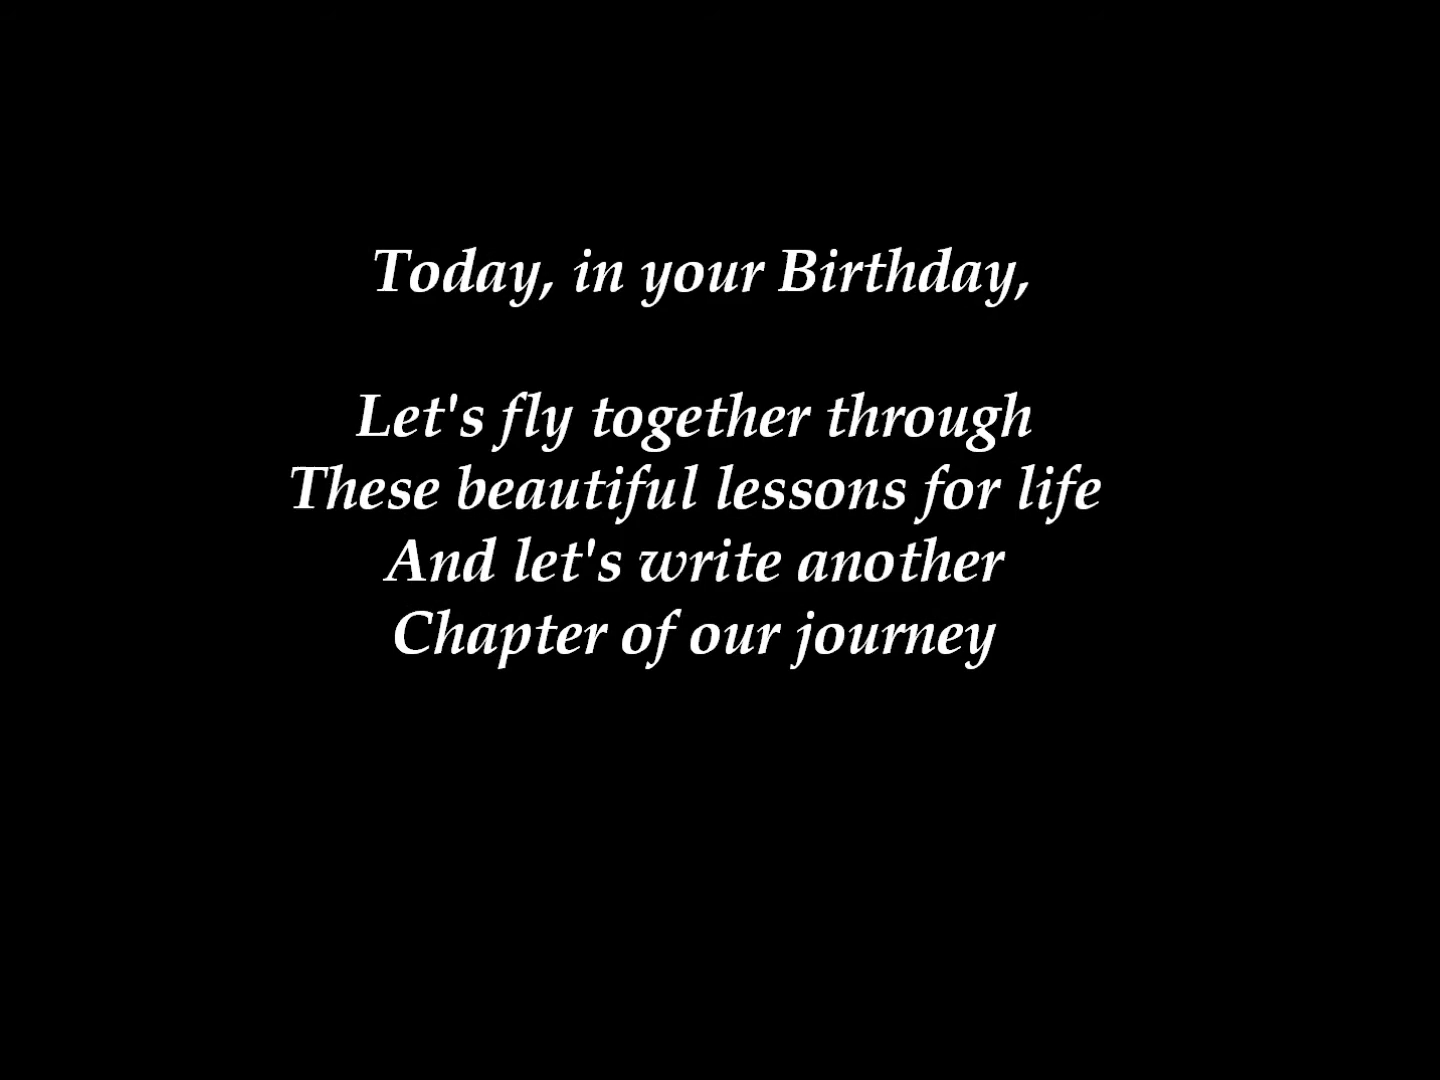 Today, in your Birthday,
Let's fly together through
These beautiful lessons for life
And let's write another
Chapter of our journey